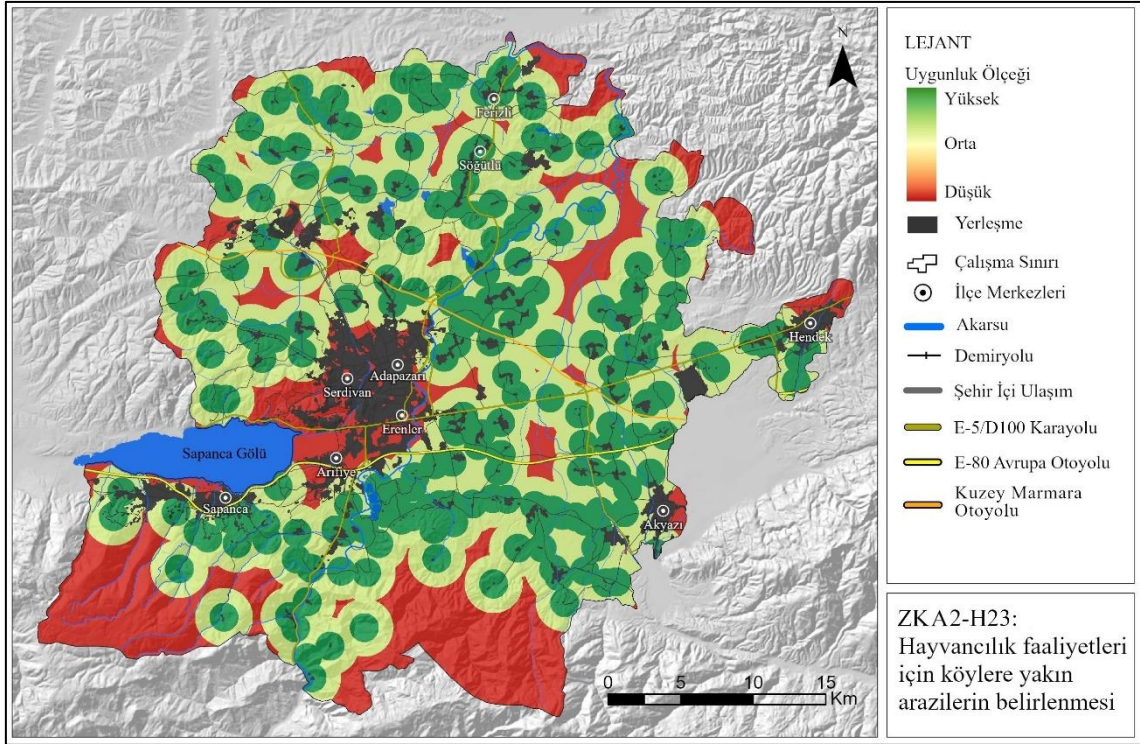 N
Ferizli
Söğütlü
Hendek
Adapazarı
Serdivan
Erenler
Sapanca Gölü
Arifiye
Sapanca
Akyazı
0 5 10 15
Km
LEJANT
Uygunluk Ölçeği
Yüksek
Orta
Düşük
Yerleşme
Çalışma Sınırı
İlçe Merkezleri
Akarsu
Demiryolu
Şehir İçi Ulaşım
E-5/D100 Karayolu
E-80 Avrupa Otoyolu
Kuzey Marmara
Otoyolu
ZKA2-H23:
Hayvancılık faaliyetleri
için köylere yakın
arazilerin belirlenmesi